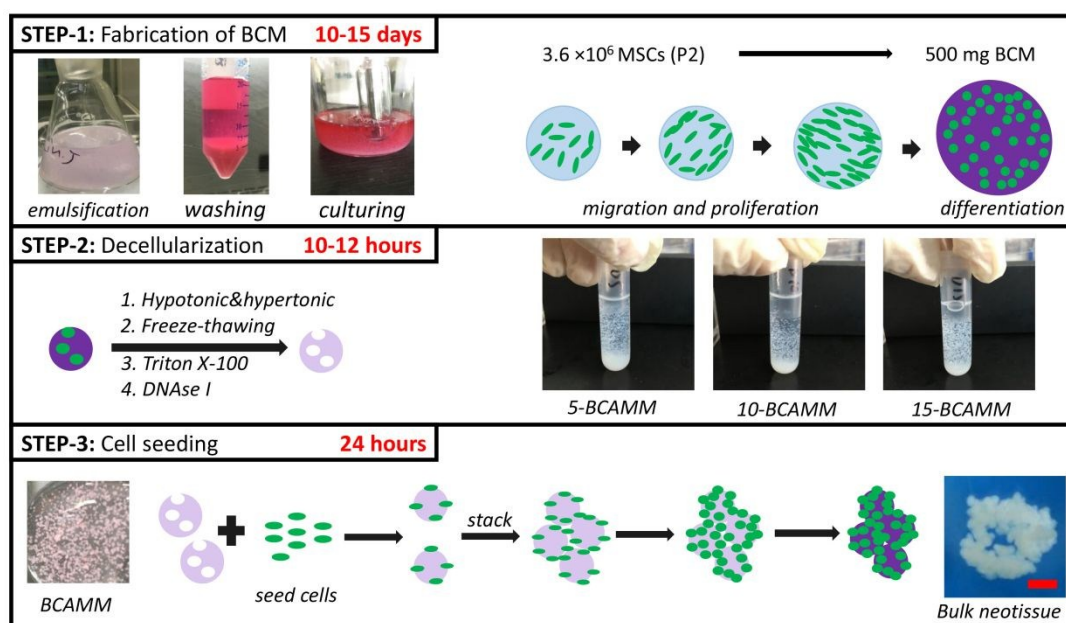 STEP-1: Fabrication of BCM 10-15 days
3.6 ×10⁶ MSCs (P2)
500 mg BCM
emulsification
washing
culturing
migration and proliferation
differentiation
STEP-2: Decellularization 10-12 hours
1. Hypotonic&hypertonic
2. Freeze-thawing
3. Triton X-100
4. DNAse I
5-BCAMM
10-BCAMM
15-BCAMM
STEP-3: Cell seeding 24 hours
stack
seed cells
BCAMM
Bulk neotissue